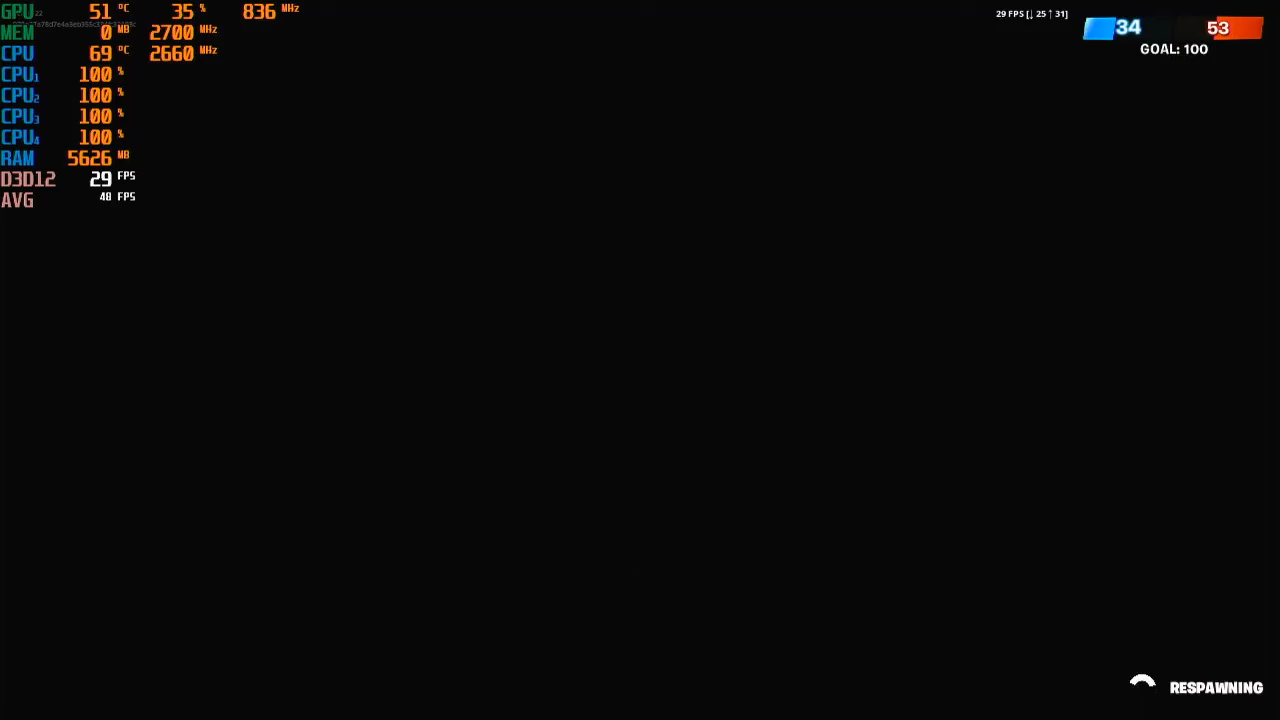 GPU 51 °C 35 % 836 MHz
MEM 0 MB 2700 MHz
CPU 69 °C 2660 MHz
CPU1 100 %
CPU2 100 %
CPU3 100 %
CPU4 100 %
RAM 5626 MB
D3D12 29 FPS
AVG 48 FPS
29 FPS [↓ 25 ↑ 31]
34 53
GOAL: 100
RESPAWNING